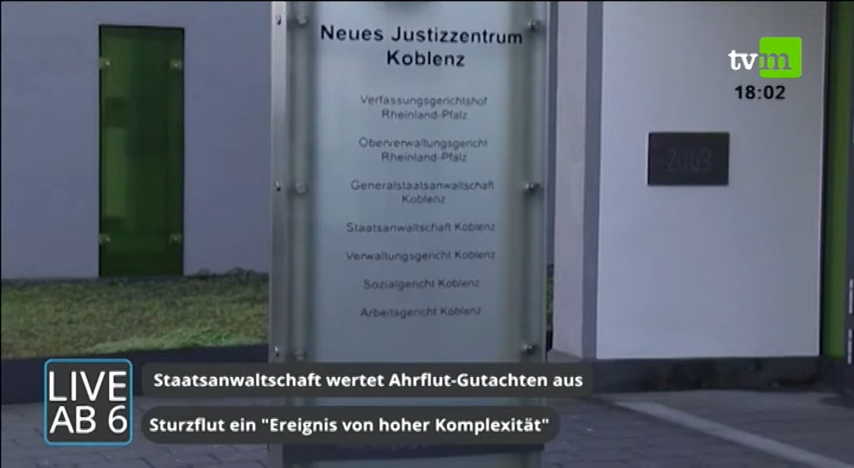 Neues Justizzentrum
Koblenz
Verfassungsgerichtshof
Rheinland-Pfalz
Oberverwaltungsgericht
Rheinland-Pfalz
Generalstaatsanwaltschaft
Koblenz
Staatsanwaltschaft Koblenz
Verwaltungsgericht Koblenz
Sozialgericht Koblenz
Arbeitsgericht Koblenz
tvm
18:02
2003
LIVE
AB 6
Staatsanwaltschaft wertet Ahrflut-Gutachten aus
Sturzflut ein "Ereignis von hoher Komplexität"